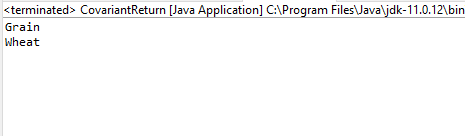 <terminated> CovariantReturn [Java Application] C:\Program Files\Java\jdk-11.0.12\bin
Grain
Wheat